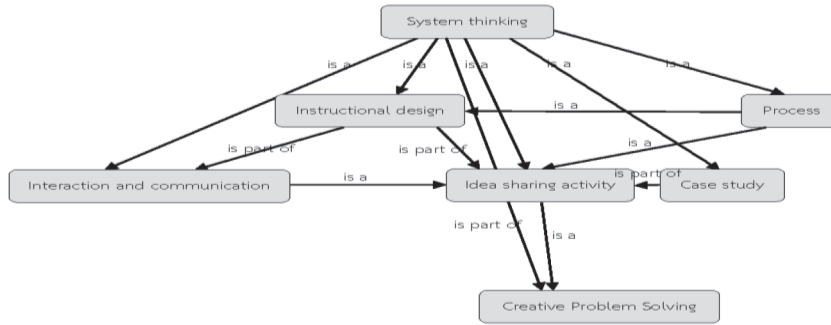 System thinking
is a
is a
is a
is a
is a
Instructional design
is a
Process
is part of
is part of
is a
is part of
Interaction and communication
is a
Idea sharing activity
Case study
is part of
is a
Creative Problem Solving